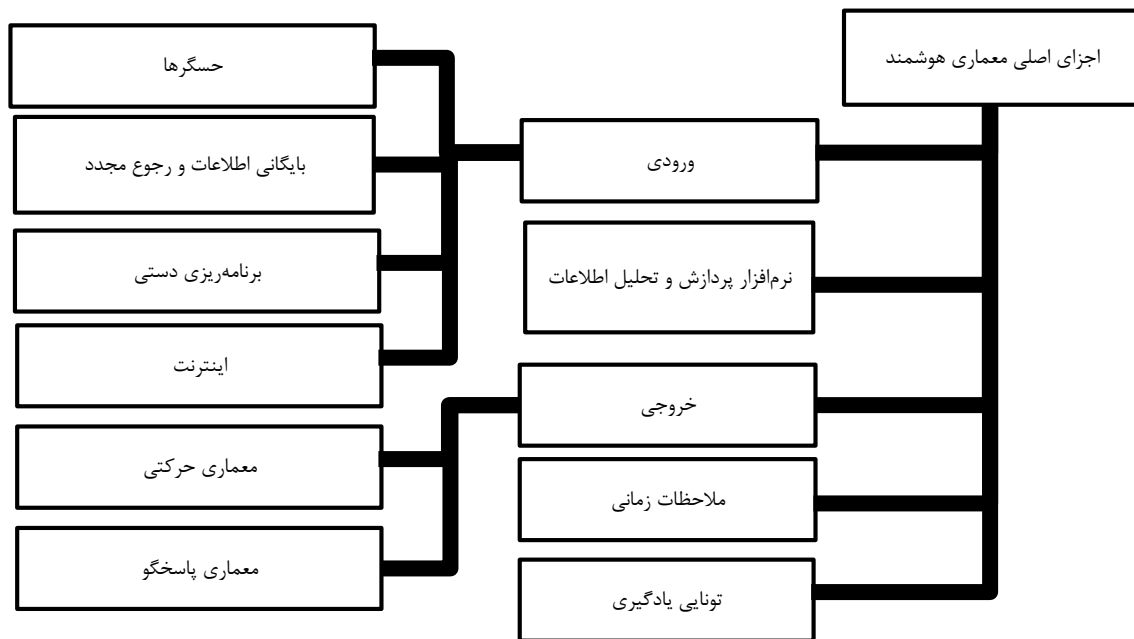 اجزای اصلی معماری هوشمند
ورودی
حسگرها
بایگانی اطلاعات و رجوع مجدد
برنامه‌ریزی دستی
اینترنت
نرم‌افزار پردازش و تحلیل اطلاعات
خروجی
معماری حرکتی
معماری پاسخگو
ملاحظات زمانی
تونایی یادگیری